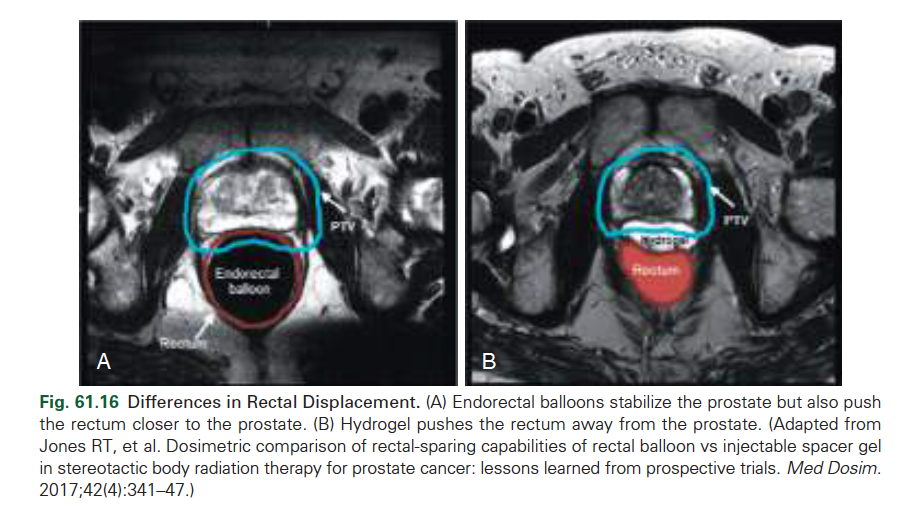 PTV
Endorectal
balloon
Rectum
A
PTV
Hydrogel
Rectum
B
Fig. 61.16 Differences in Rectal Displacement. (A) Endorectal balloons stabilize the prostate but also push
the rectum closer to the prostate. (B) Hydrogel pushes the rectum away from the prostate. (Adapted from
Jones RT, et al. Dosimetric comparison of rectal-sparing capabilities of rectal balloon vs injectable spacer gel
in stereotactic body radiation therapy for prostate cancer: lessons learned from prospective trials. Med Dosim.
2017;42(4):341–47.)